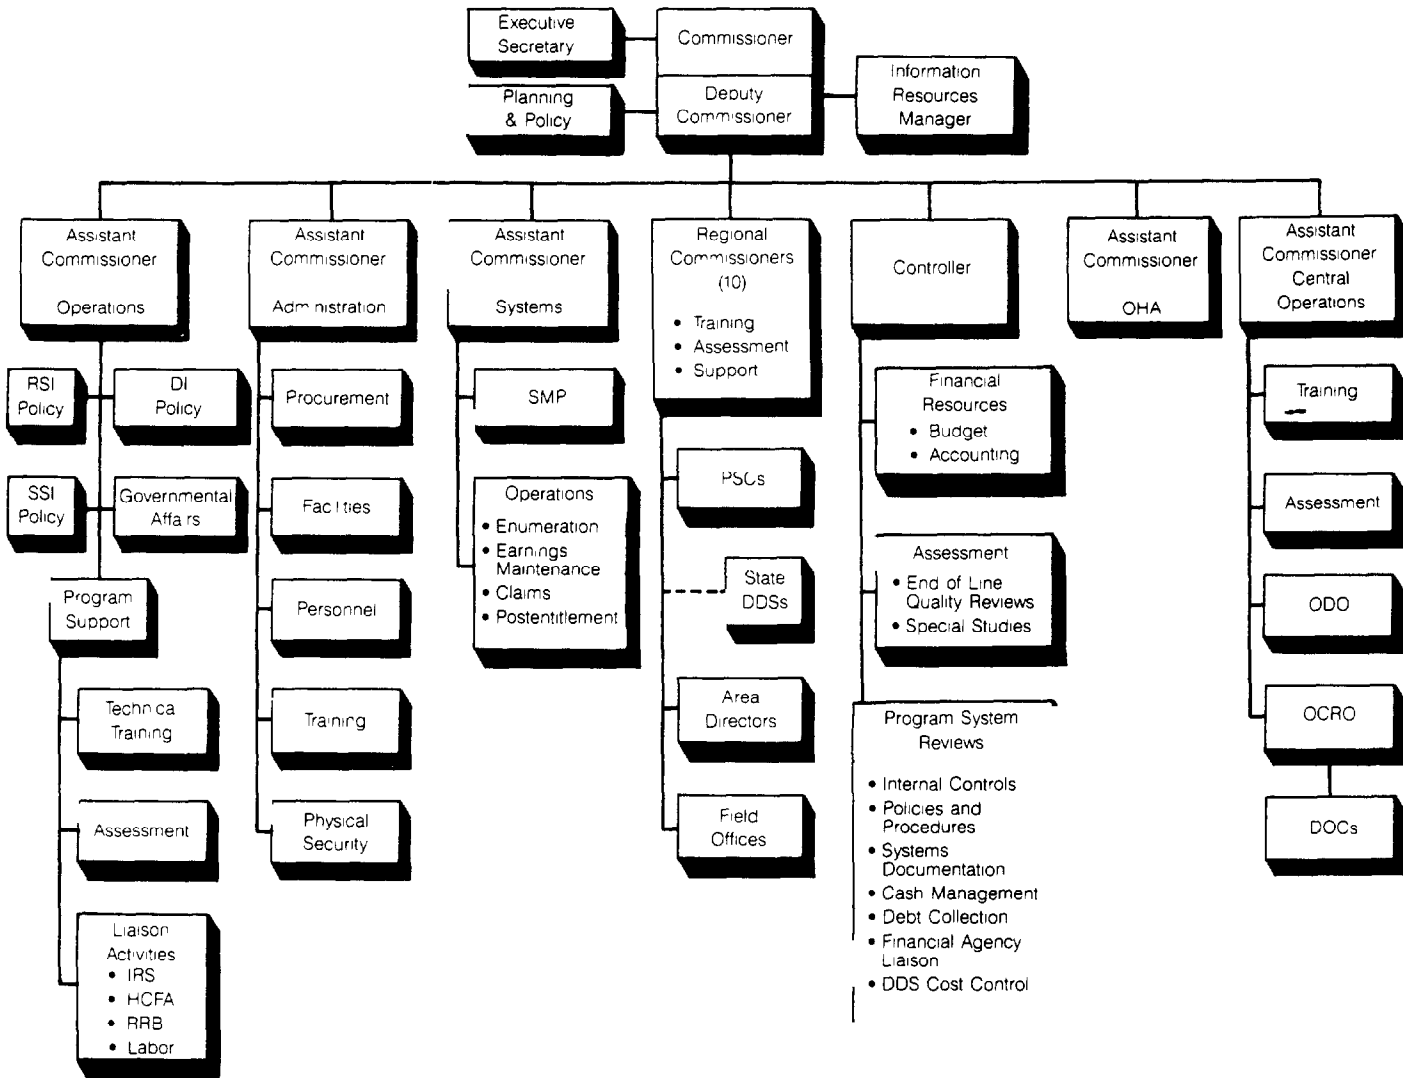 Executive
Secretary
Commissioner
Planning
& Policy
Deputy
Commissioner
Information
Resources
Manager
Assistant
Commissioner
Operations
RSI
Policy
DI
Policy
SSI
Policy
Governmental
Affairs
Program
Support
Technical
Training
Assessment
Liaison
Activities
• IRS
• HCFA
• RRB
• Labor
Assistant
Commissioner
Administration
Procurement
Facilities
Personnel
Training
Physical
Security
Assistant
Commissioner
Systems
SMP
Operations
• Enumeration
• Earnings
Maintenance
• Claims
• Postentitlement
Regional
Commissioners
(10)
• Training
• Assessment
• Support
PSCs
State
DDSs
Area
Directors
Field
Offices
Controller
Financial
Resources
• Budget
• Accounting
Assessment
• End of Line
Quality Reviews
• Special Studies
Program System
Reviews
• Internal Controls
• Policies and
Procedures
• Systems
Documentation
• Cash Management
• Debt Collection
• Financial Agency
Liaison
• DDS Cost Control
Assistant
Commissioner
OHA
Assistant
Commissioner
Central
Operations
Training
Assessment
ODO
OCRO
DOCs